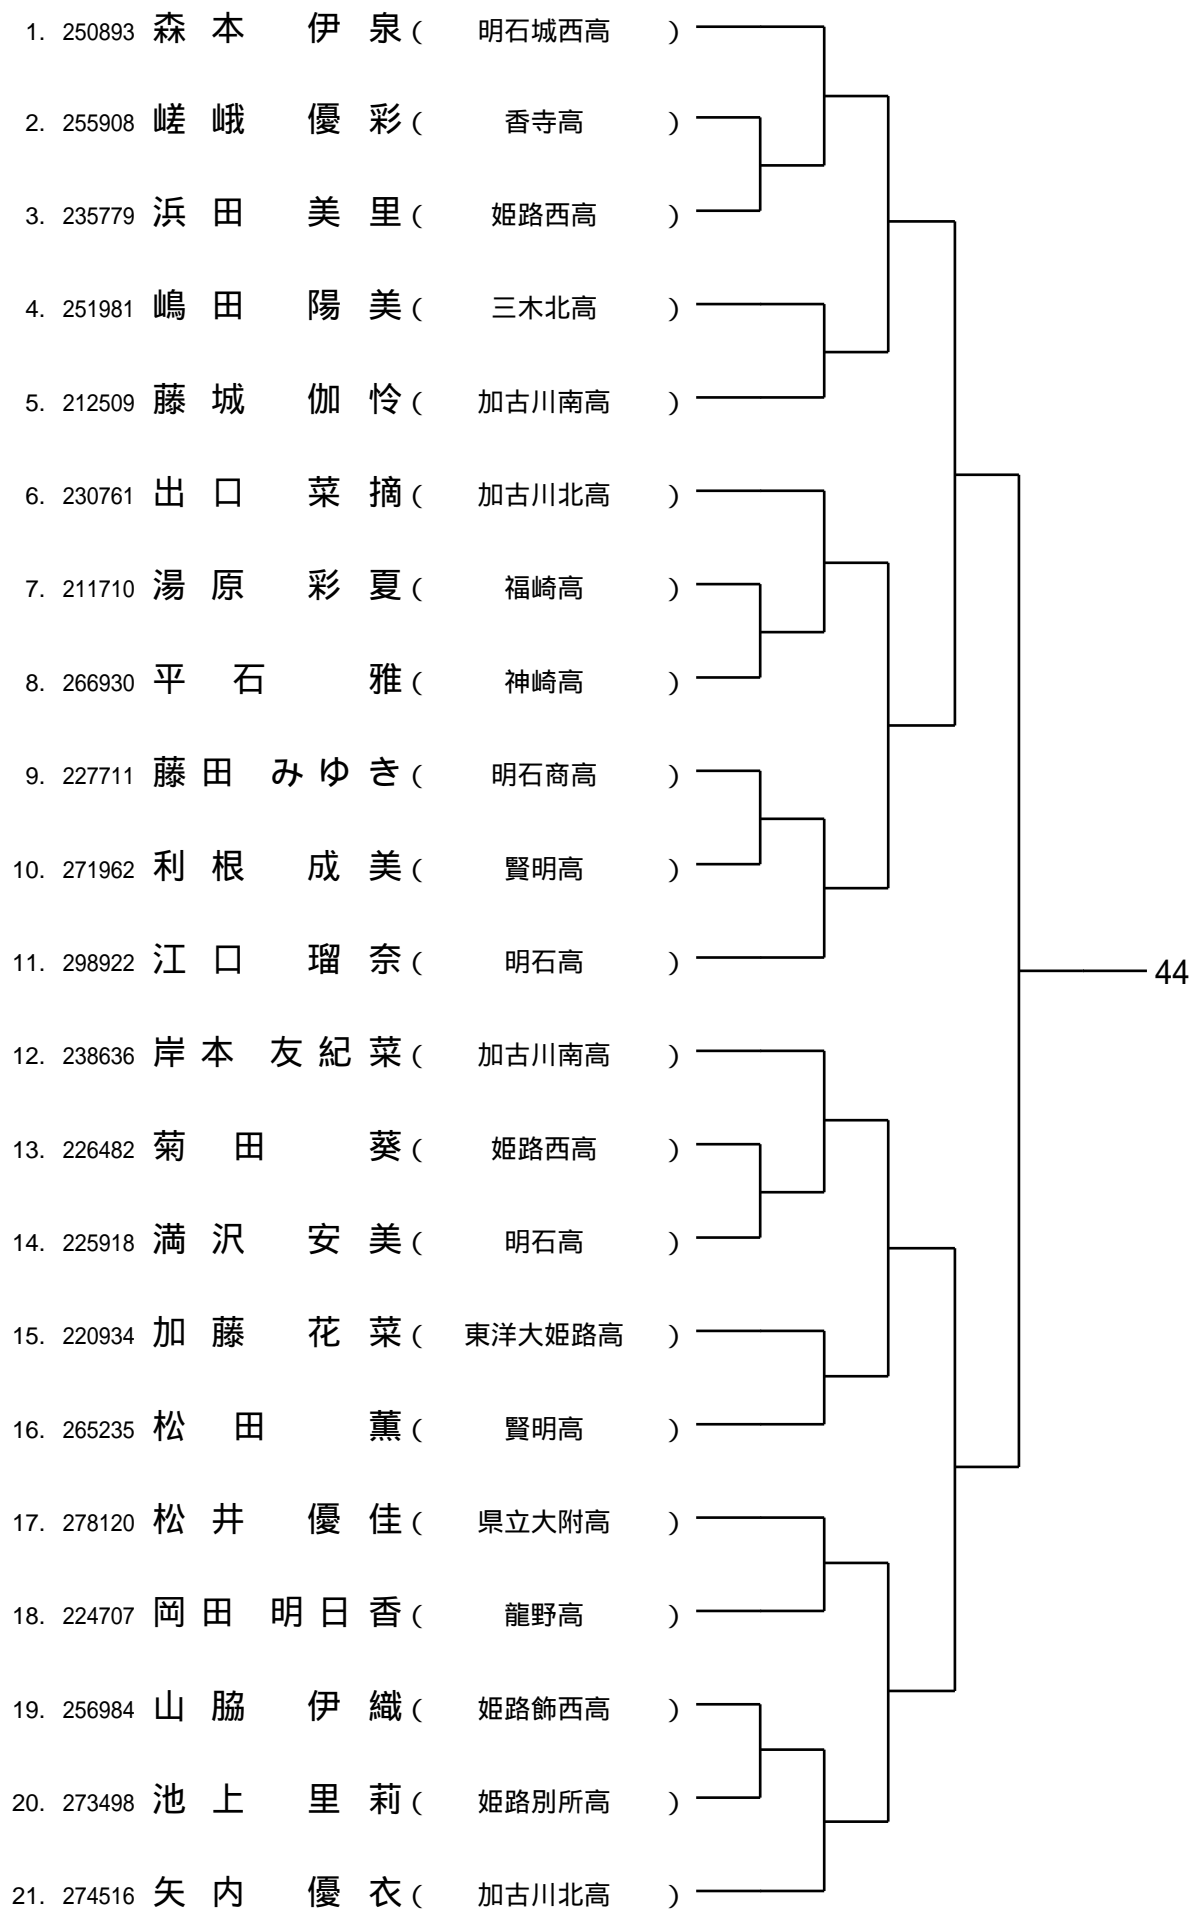 1. 250893 森本 伊泉 ( 明石城西高 )
2. 255908 嵯峨 優彩 ( 香寺高 )
3. 235779 浜田 美里 ( 姫路西高 )
4. 251981 嶋田 陽美 ( 三木北高 )
5. 212509 藤城 伽怜 ( 加古川南高 )
6. 230761 出口 菜摘 ( 加古川北高 )
7. 211710 湯原 彩夏 ( 福崎高 )
8. 266930 平石 雅 ( 神崎高 )
9. 227711 藤田 みゆき ( 明石商高 )
10. 271962 利根 成美 ( 賢明高 )
11. 298922 江口 瑠奈 ( 明石高 )
44
12. 238636 岸本 友紀菜 ( 加古川南高 )
13. 226482 菊田 葵 ( 姫路西高 )
14. 225918 満沢 安美 ( 明石高 )
15. 220934 加藤 花菜 ( 東洋大姫路高 )
16. 265235 松田 薫 ( 賢明高 )
17. 278120 松井 優佳 ( 県立大附高 )
18. 224707 岡田 明日香 ( 龍野高 )
19. 256984 山脇 伊織 ( 姫路飾西高 )
20. 273498 池上 里莉 ( 姫路別所高 )
21. 274516 矢内 優衣 ( 加古川北高 )